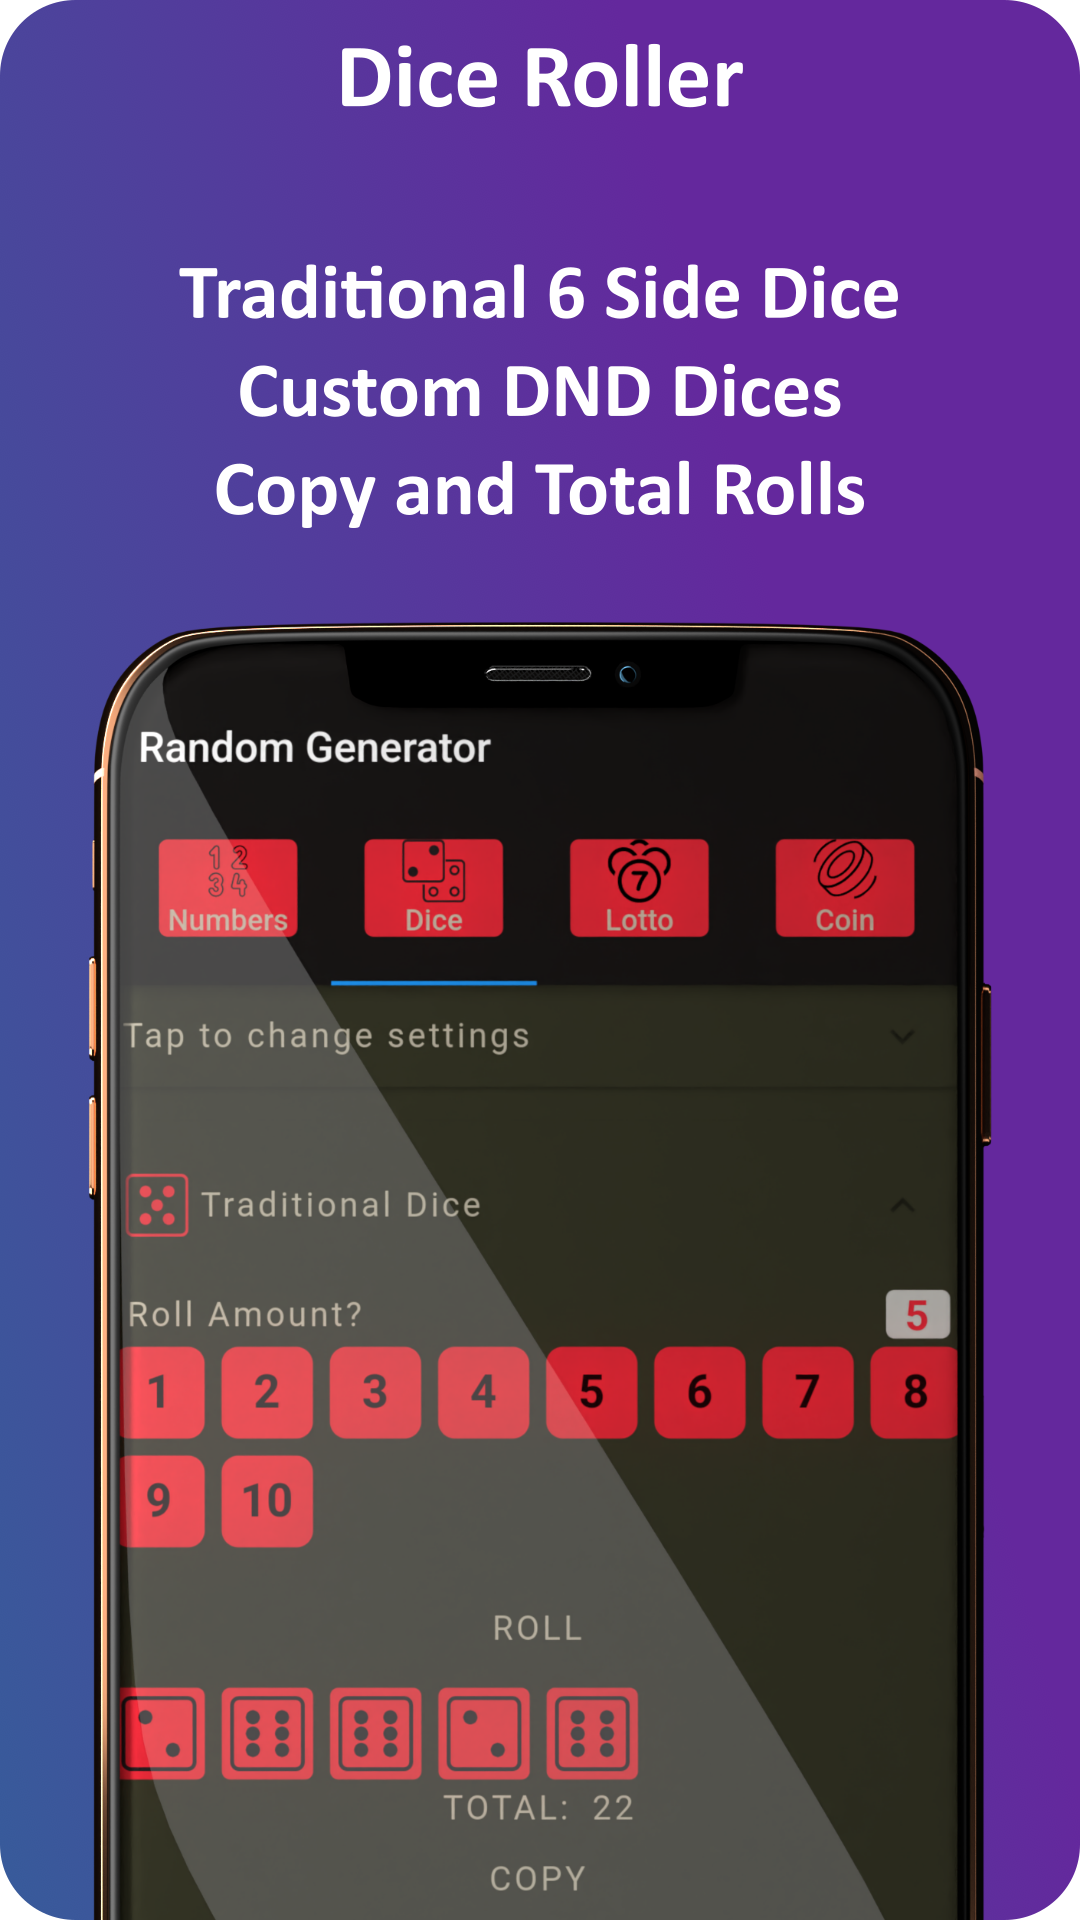 Dice Roller
Traditional 6 Side Dice
Custom DND Dices
Copy and Total Rolls
Random Generator
1 2
3 4
7
Numbers Dice Lotto Coin
Tap to change settings
Traditional Dice
Roll Amount? 5
1 2 3 4 5 6 7 8
9 10
ROLL
TOTAL: 22
COPY